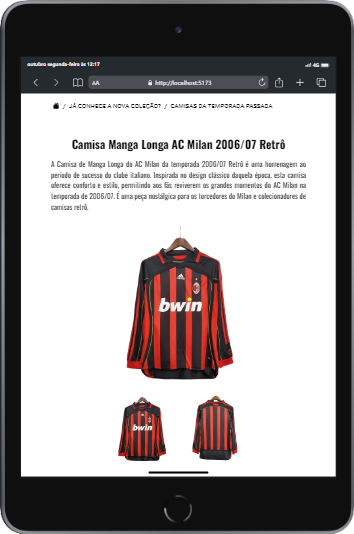 outubro segunda-feira às 12:17
4G
AA
http://localhost:5173
/ JÁ CONHECE A NOVA COLEÇÃO? / CAMISAS DA TEMPORADA PASSADA
Camisa Manga Longa AC Milan 2006/07 Retrô
A Camisa de Manga Longa do AC Milan da temporada 2006/07 Retrô é uma homenagem ao
período de sucesso do clube italiano. Inspirada no design clássico daquela época, esta camisa
oferece conforto e estilo, permitindo aos fãs reviverem os grandes momentos do AC Milan na
temporada de 2006/07. É uma peça nostálgica para os torcedores do Milan e colecionadores de
camisas retrô.
adidas
bwin
bwin